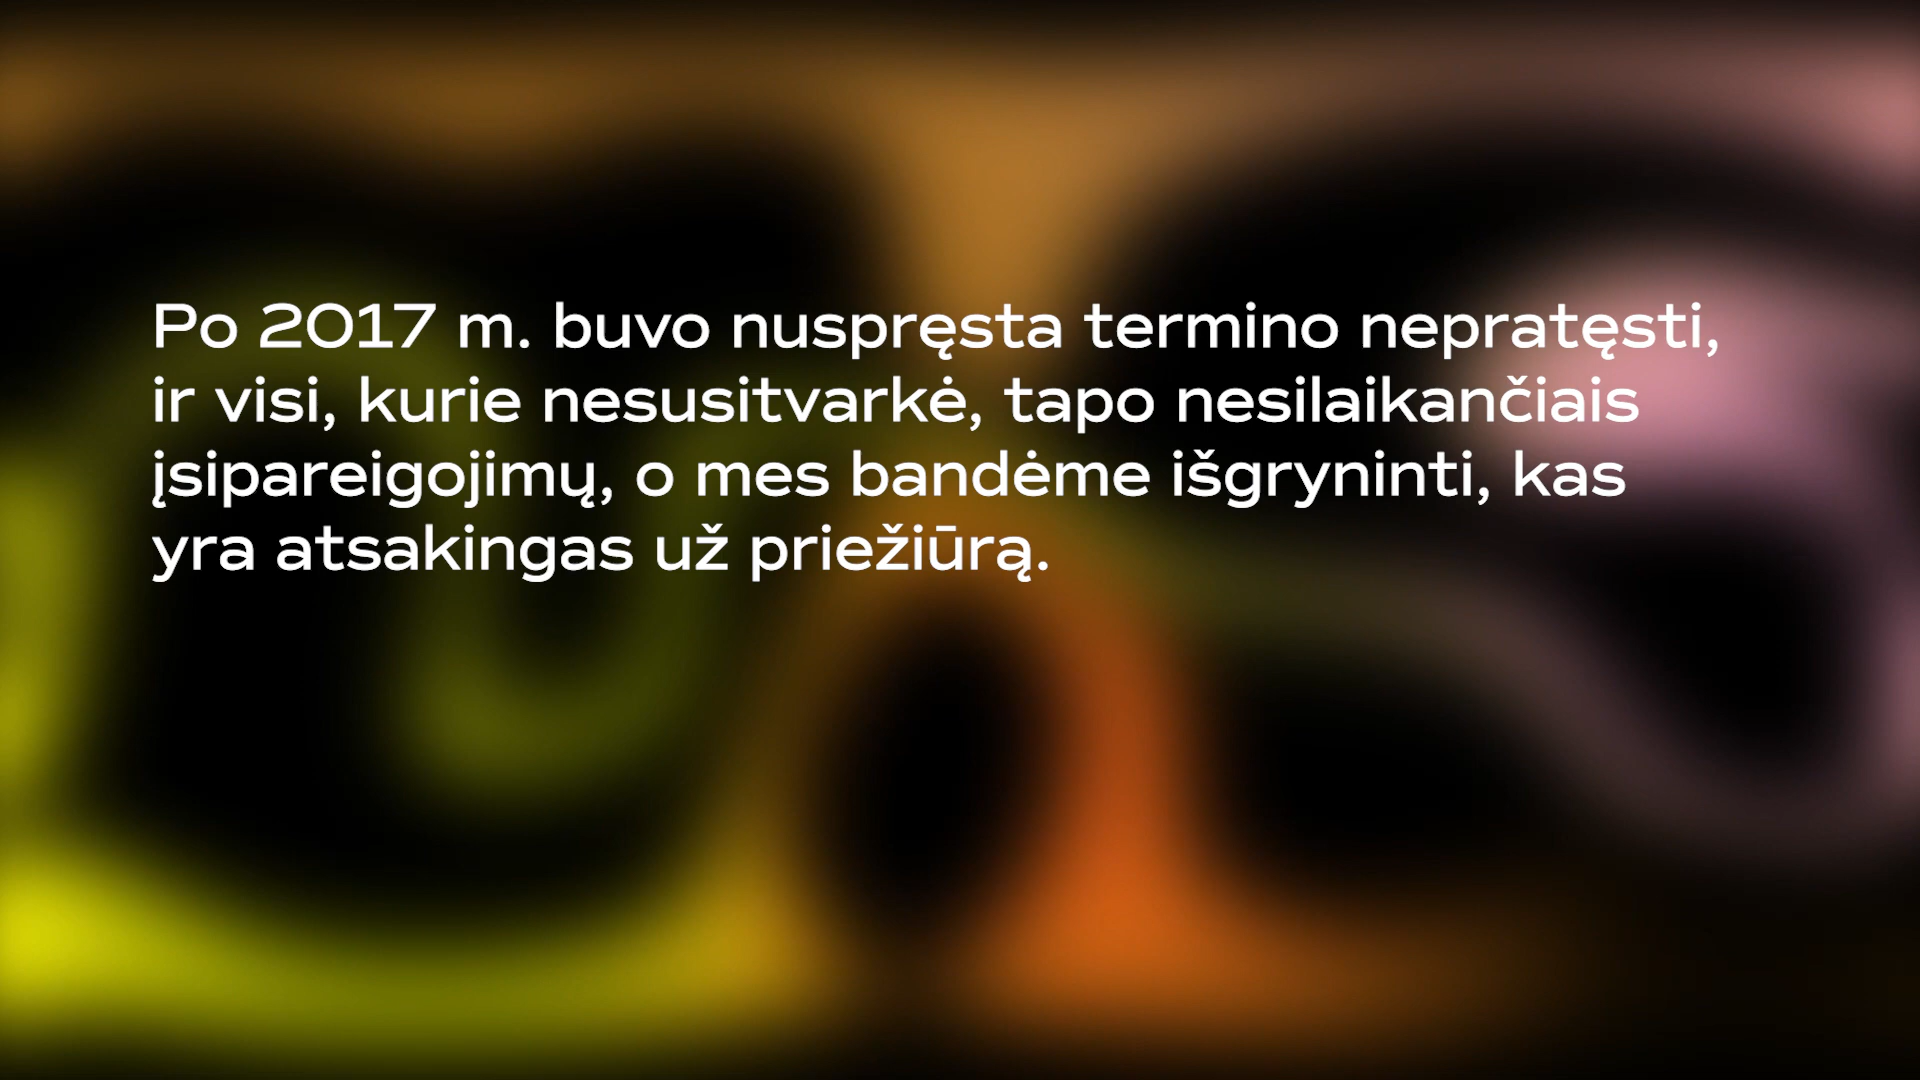 Po 2017 m. buvo nuspręsta termino nepratęsti,
ir visi, kurie nesusitvarkė, tapo nesilaikančiais
įsipareigojimų, o mes bandėme išgryninti, kas
yra atsakingas už priežiūrą.